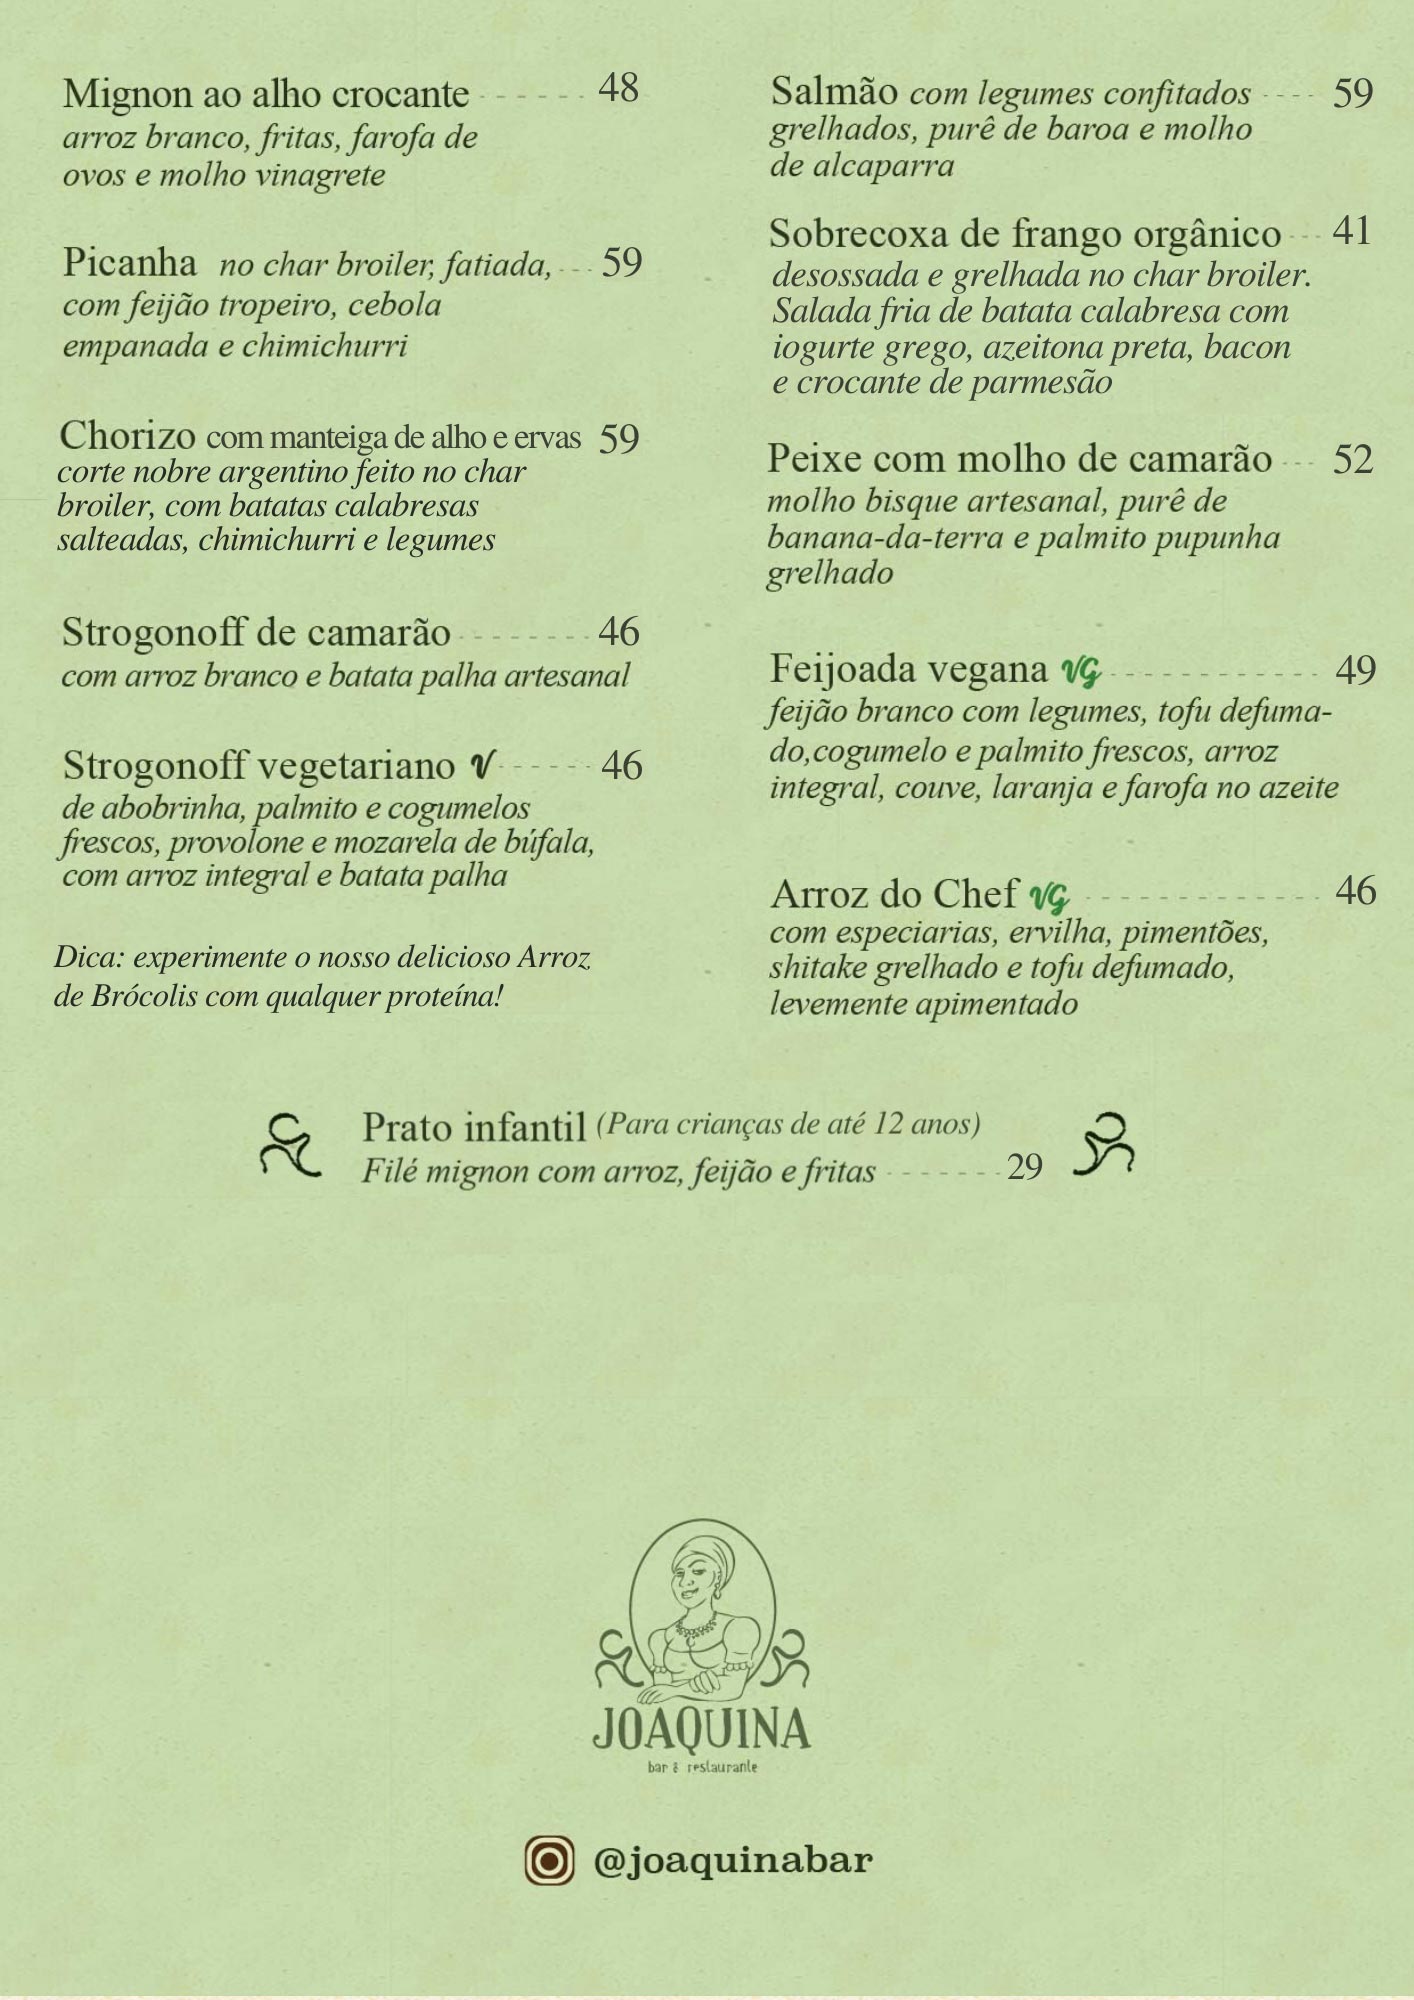 Mignon ao alho crocante ------ 48
arroz branco, fritas, farofa de
ovos e molho vinagrete
Picanha no char broiler, fatiada, --- 59
com feijão tropeiro, cebola
empanada e chimichurri
Chorizo com manteiga de alho e ervas 59
corte nobre argentino feito no char
broiler, com batatas calabresas
salteadas, chimichurri e legumes
Strogonoff de camarão -------- 46
com arroz branco e batata palha artesanal
Strogonoff vegetariano V ------ 46
de abobrinha, palmito e cogumelos
frescos, provolone e mozarela de búfala,
com arroz integral e batata palha
Dica: experimente o nosso delicioso Arroz
de Brócolis com qualquer proteína!
Salmão com legumes confitados ---- 59
grelhados, purê de baroa e molho
de alcaparra
Sobrecoxa de frango orgânico --- 41
desossada e grelhada no char broiler.
Salada fria de batata calabresa com
iogurte grego, azeitona preta, bacon
e crocante de parmesão
Peixe com molho de camarão --- 52
molho bisque artesanal, purê de
banana-da-terra e palmito pupunha
grelhado
Feijoada vegana VG ------------ 49
feijão branco com legumes, tofu defuma-
do,cogumelo e palmito frescos, arroz
integral, couve, laranja e farofa no azeite
Arroz do Chef VG -------------- 46
com especiarias, ervilha, pimentões,
shitake grelhado e tofu defumado,
levemente apimentado
Prato infantil (Para crianças de até 12 anos)
Filé mignon com arroz, feijão e fritas ------- 29
JOAQUINA
bar & restaurante
@joaquinabar